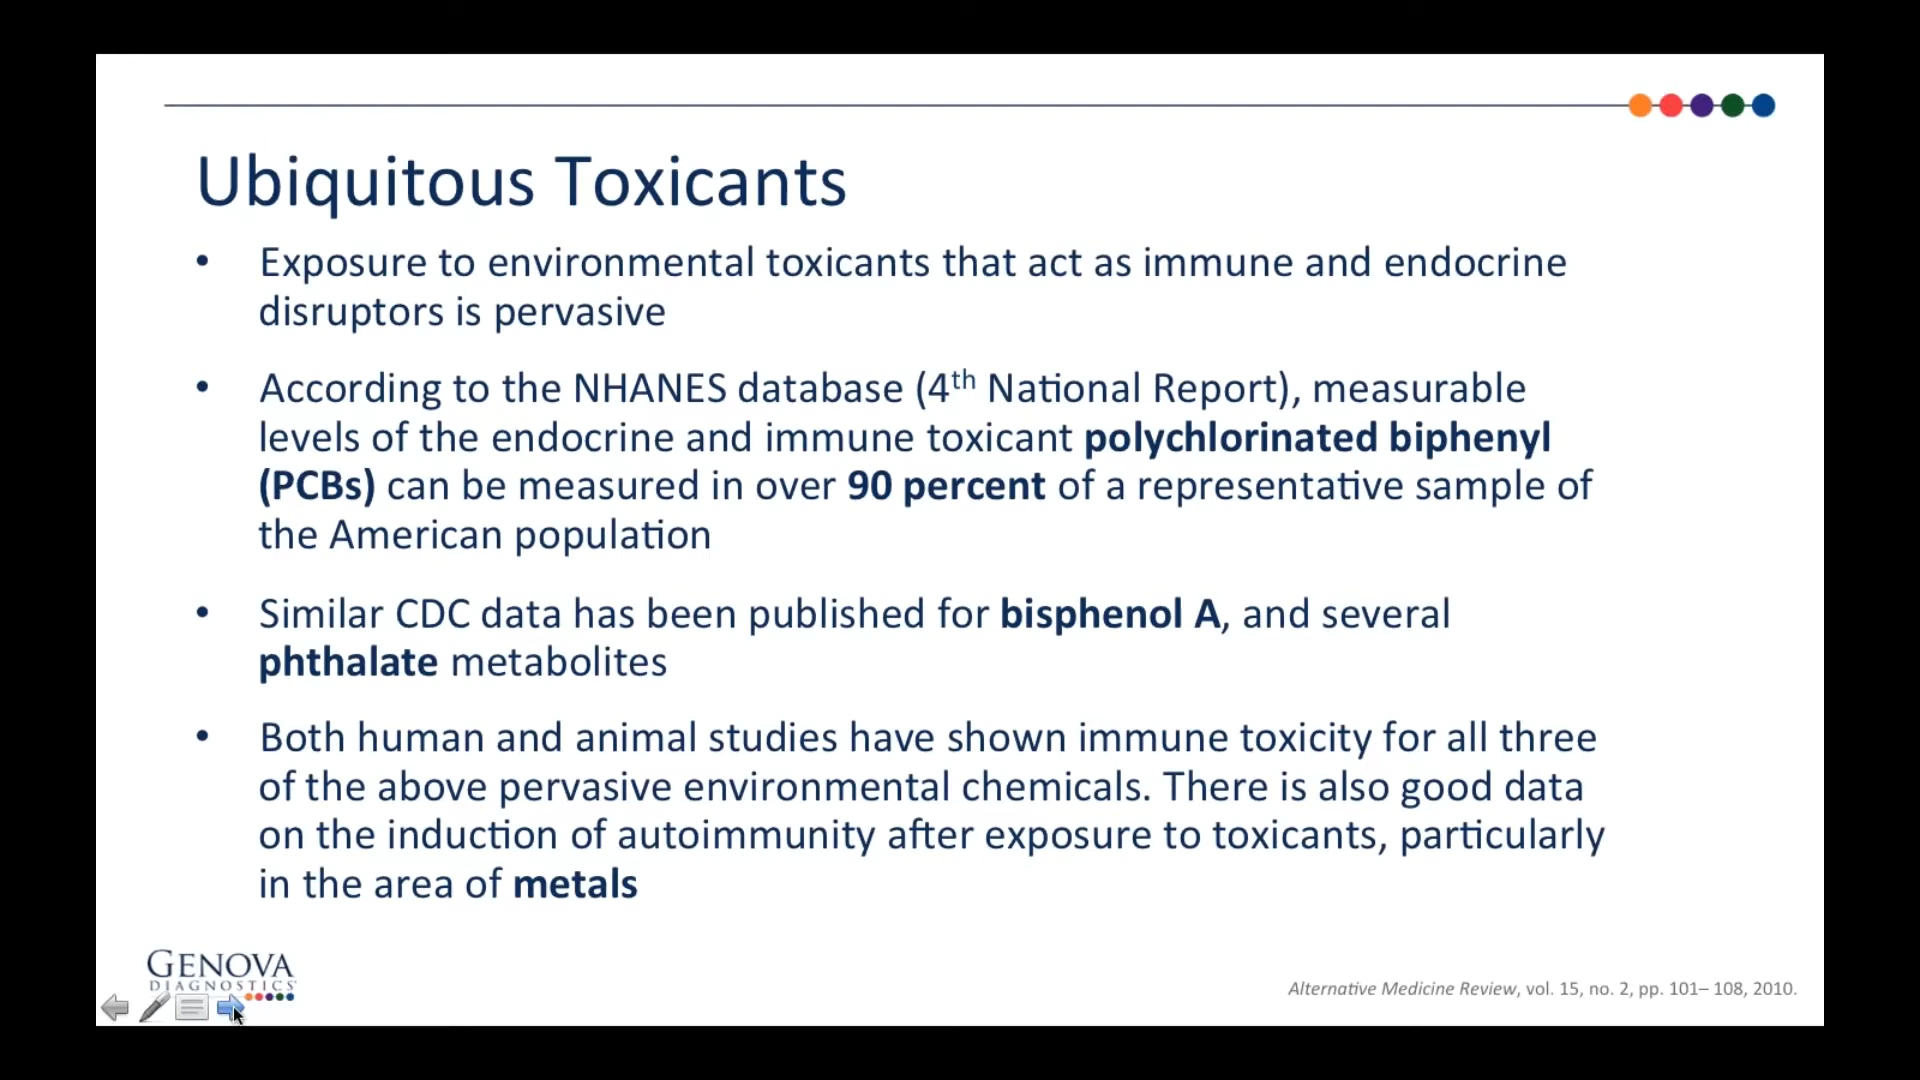 Ubiquitous Toxicants
• Exposure to environmental toxicants that act as immune and endocrine
disruptors is pervasive
• According to the NHANES database (4th National Report), measurable
levels of the endocrine and immune toxicant polychlorinated biphenyl
(PCBs) can be measured in over 90 percent of a representative sample of
the American population
• Similar CDC data has been published for bisphenol A, and several
phthalate metabolites
• Both human and animal studies have shown immune toxicity for all three
of the above pervasive environmental chemicals. There is also good data
on the induction of autoimmunity after exposure to toxicants, particularly
in the area of metals
GENOVA
DIAGNOSTICS
Alternative Medicine Review, vol. 15, no. 2, pp. 101– 108, 2010.